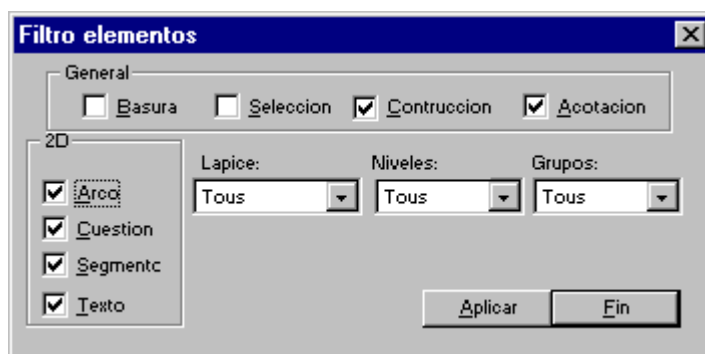 Filtro elementos
General
Basura Seleccion Contruccion Acotacion
2D
Lapice: Niveles: Grupos:
Arco Tous Tous Tous
Cuestion
Segmentc
Texto
Aplicar Fin